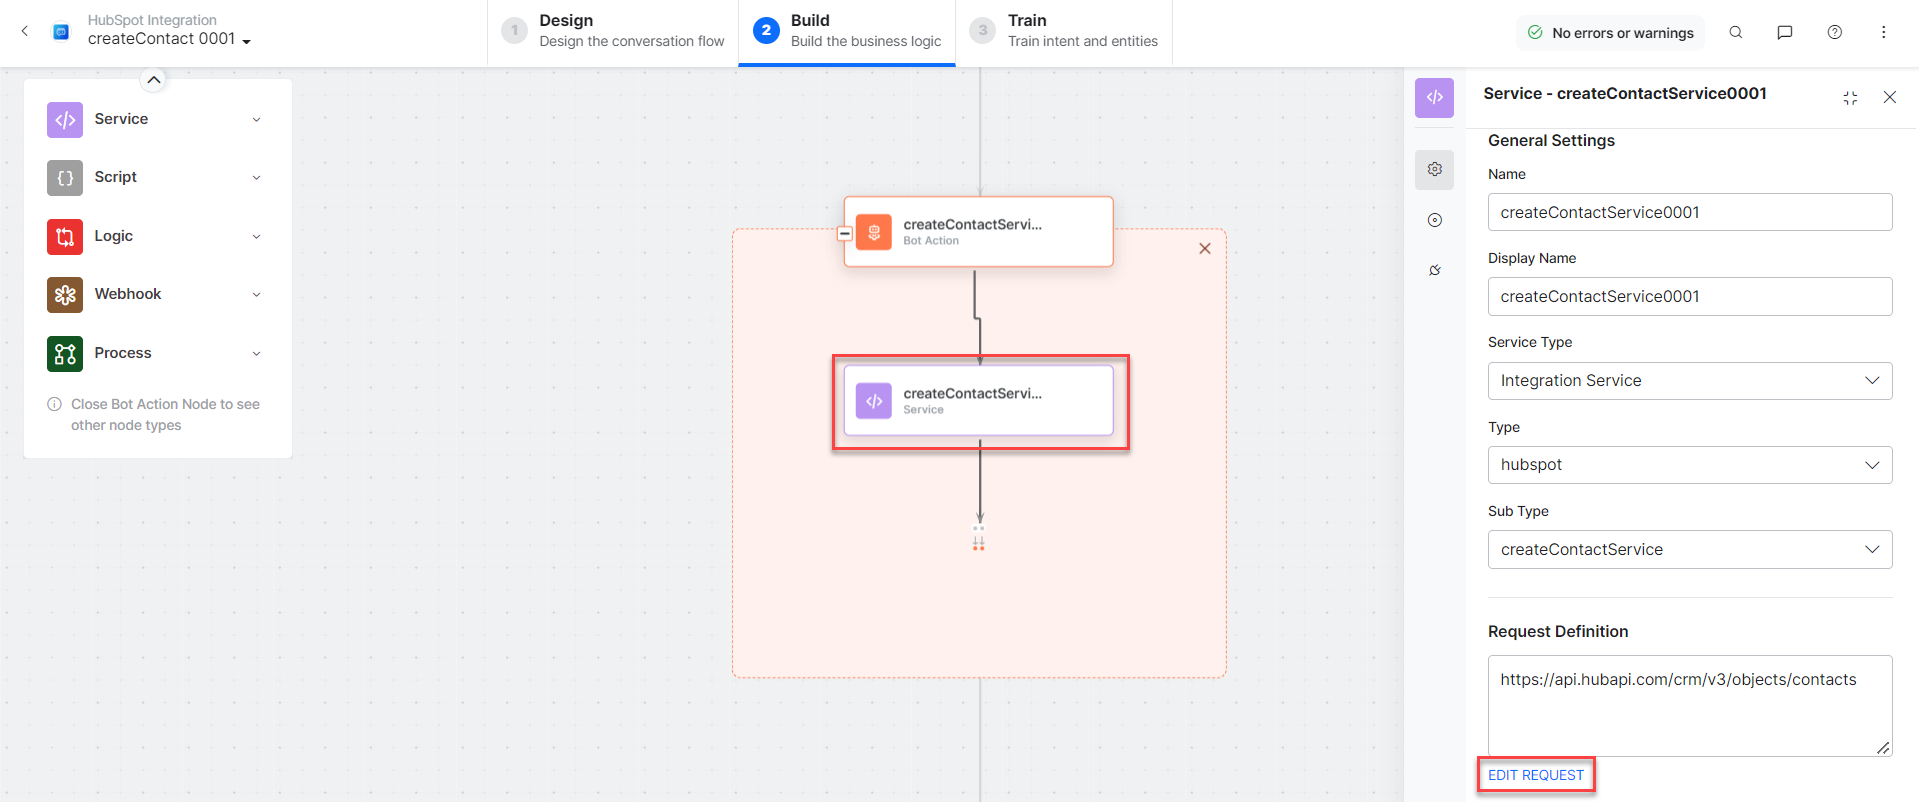 HubSpot Integration
createContact 0001
1
Design
Design the conversation flow
2
Build
Build the business logic
3
Train
Train intent and entities
No errors or warnings
Service
Script
Logic
Webhook
Process
Close Bot Action Node to see
other node types
createContactServi...
Bot Action
createContactServi...
Service
Service - createContactService0001
General Settings
Name
createContactService0001
Display Name
createContactService0001
Service Type
Integration Service
Type
hubspot
Sub Type
createContactService
Request Definition
https://api.hubapi.com/crm/v3/objects/contacts
EDIT REQUEST